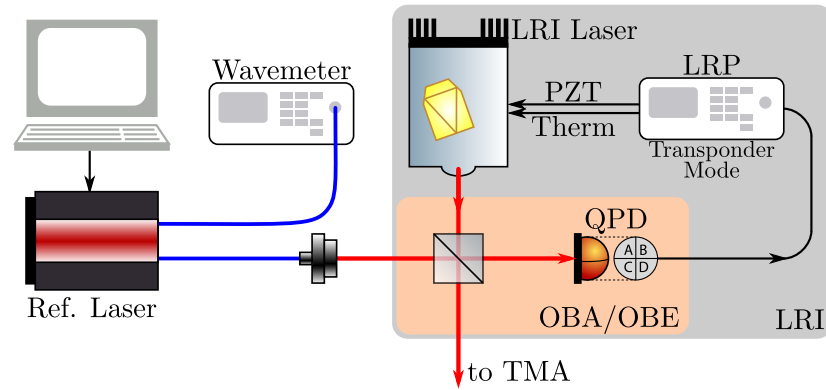 LRI Laser
Wavemeter
LRP
PZT
Therm
Transponder
Mode
QPD
A B
C D
Ref. Laser
OBA/OBE
LRI
to TMA